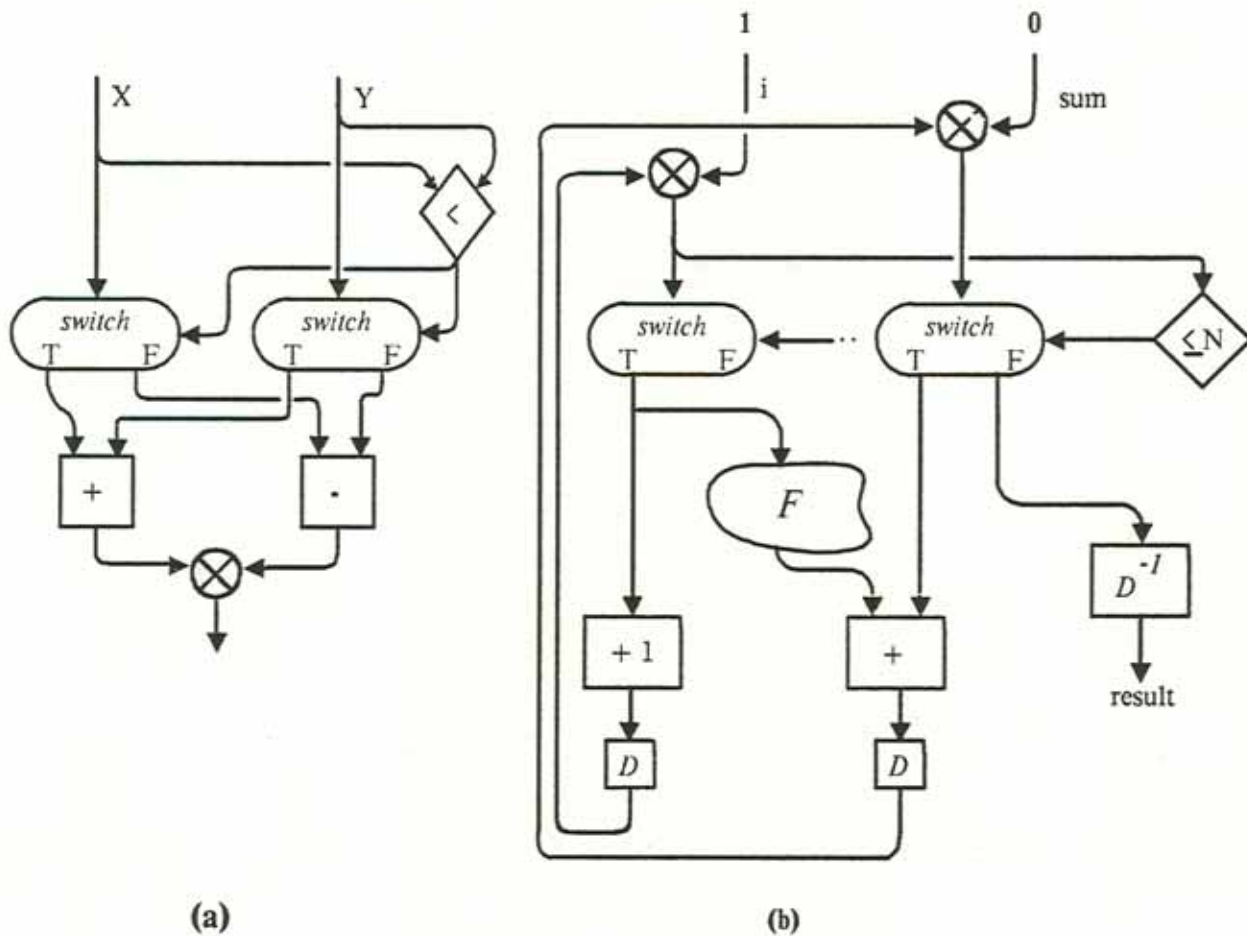 1 0
X Y i sum
<
switch switch switch switch ≤N
T F T F T F T F
F
+ -
D⁻¹
+ 1 +
result
D D
(a) (b)